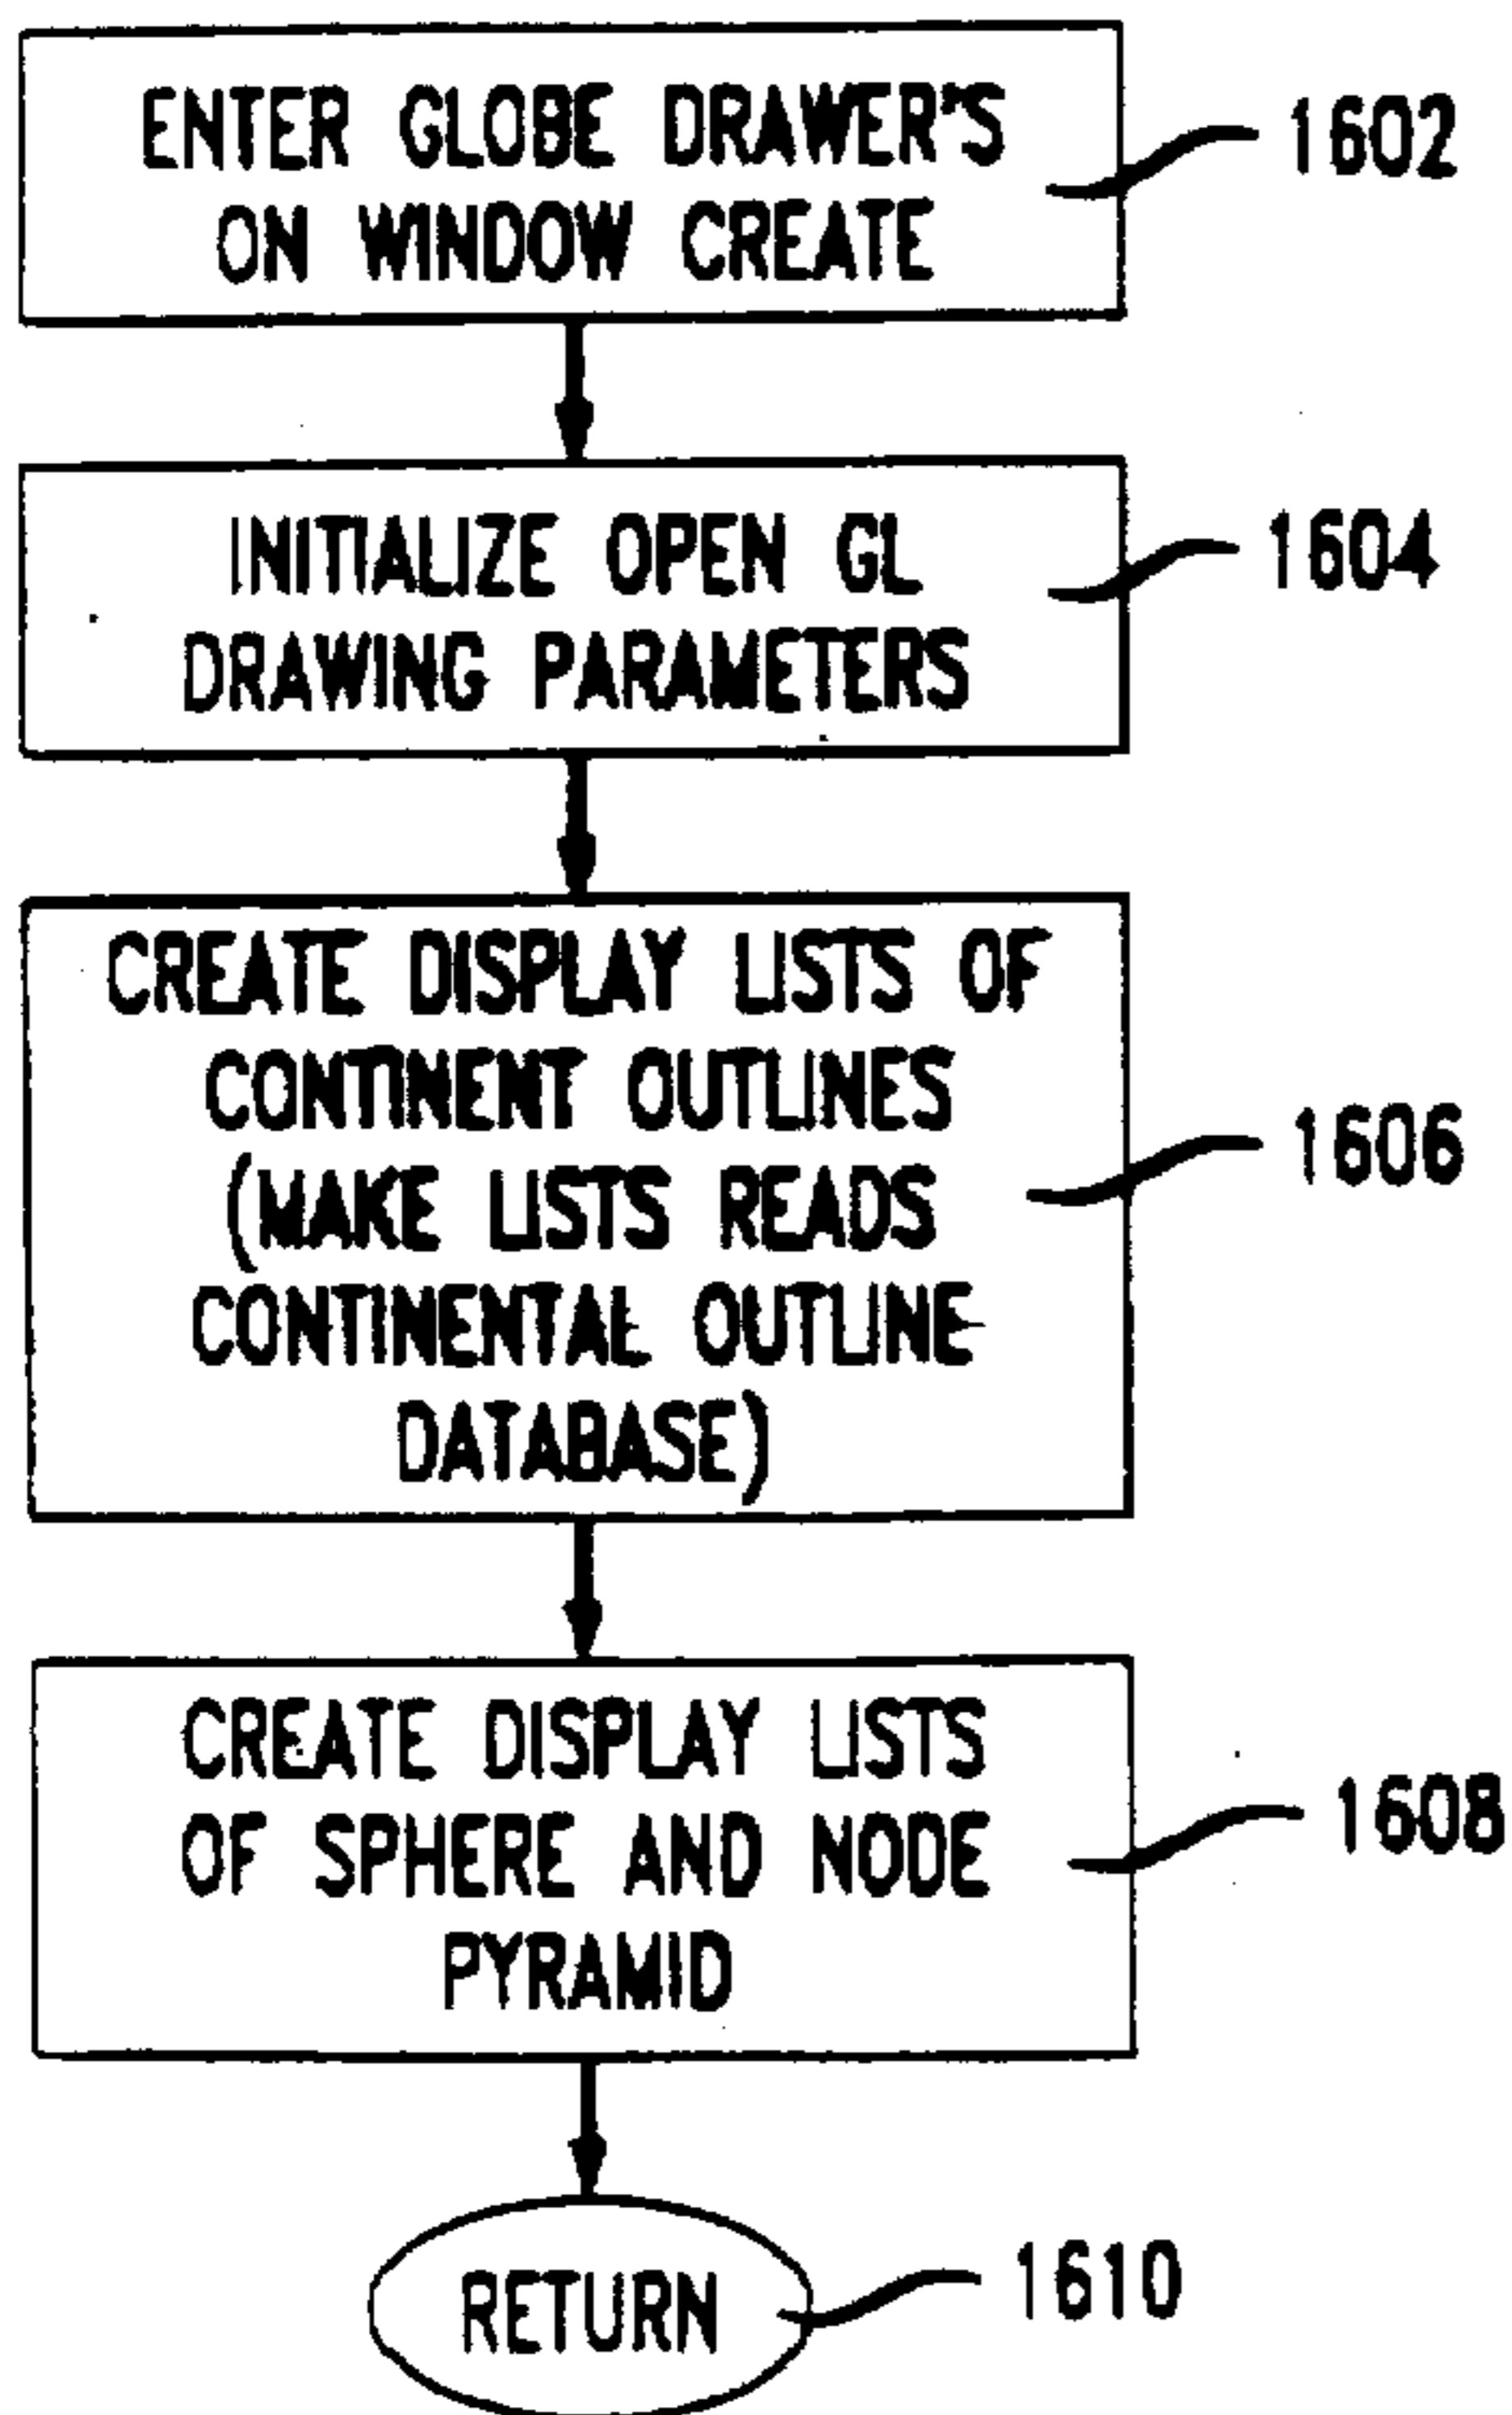 ENTER GLOBE DRAWER'S
ON WINDOW CREATE
1602
INITIALIZE OPEN GL
DRAWING PARAMETERS
1604
CREATE DISPLAY LISTS OF
CONTINENT OUTLINES
(MAKE LISTS READS
CONTINENTAL OUTLINE
DATABASE)
1606
CREATE DISPLAY LISTS
OF SPHERE AND NODE
PYRAMID
1608
RETURN
1610